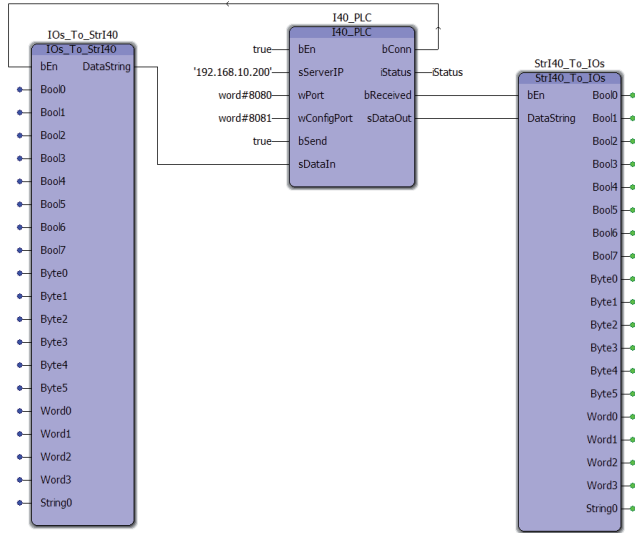 IOs_To_StrI40
IOs_To_StrI40
bEn DataString
Bool0
Bool1
Bool2
Bool3
Bool4
Bool5
Bool6
Bool7
Byte0
Byte1
Byte2
Byte3
Byte4
Byte5
Word0
Word1
Word2
Word3
String0
I40_PLC
I40_PLC
true bEn bConn
'192.168.10.200' sServerIP iStatus iStatus
word#8080 wPort bReceived
word#8081 wConfigPort sDataOut
true bSend
sDataIn
StrI40_To_IOs
StrI40_To_IOs
bEn Bool0
DataString Bool1
Bool2
Bool3
Bool4
Bool5
Bool6
Bool7
Byte0
Byte1
Byte2
Byte3
Byte4
Byte5
Word0
Word1
Word2
Word3
String0